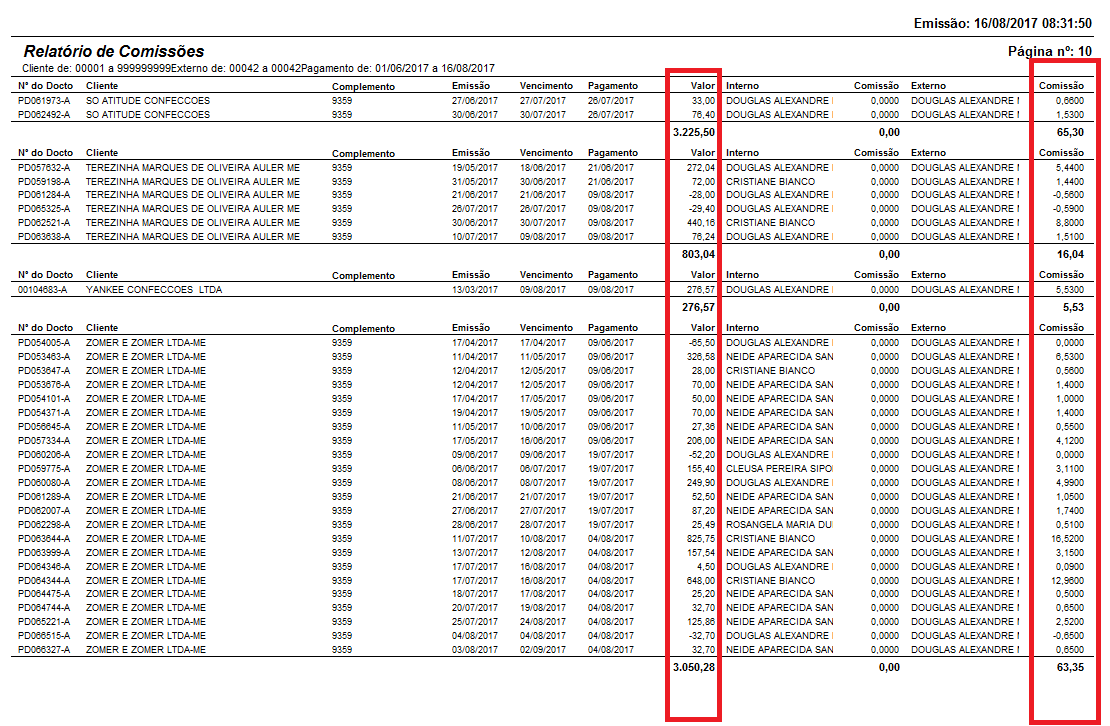 Emissão: 16/08/2017 08:31:50
Relatório de Comissões Página nº: 10
Cliente de: 00001 a 999999999Externo de: 00042 a 00042Pagamento de: 01/06/2017 a 16/08/2017
Nº do Docto Cliente Complemento Emissão Vencimento Pagamento Valor Interno Comissão Externo Comissão
PD061973-A SO ATITUDE CONFECCOES 9359 27/06/2017 27/07/2017 26/07/2017 33,00 DOUGLAS ALEXANDRE 0,0000 DOUGLAS ALEXANDRE 0,6600
PD062492-A SO ATITUDE CONFECCOES 9359 30/06/2017 30/07/2017 26/07/2017 76,40 DOUGLAS ALEXANDRE 0,0000 DOUGLAS ALEXANDRE 1,5300
3.225,50 0,00 65,30
Nº do Docto Cliente Complemento Emissão Vencimento Pagamento Valor Interno Comissão Externo Comissão
PD057632-A TEREZINHA MARQUES DE OLIVEIRA AULER ME 9359 19/05/2017 18/06/2017 21/06/2017 272,04 DOUGLAS ALEXANDRE 0,0000 DOUGLAS ALEXANDRE 5,4400
PD059198-A TEREZINHA MARQUES DE OLIVEIRA AULER ME 9359 31/05/2017 30/06/2017 21/06/2017 72,00 CRISTIANE BIANCO 0,0000 DOUGLAS ALEXANDRE 1,4400
PD061284-A TEREZINHA MARQUES DE OLIVEIRA AULER ME 9359 21/06/2017 21/06/2017 09/08/2017 -28,00 DOUGLAS ALEXANDRE 0,0000 DOUGLAS ALEXANDRE -0,5600
PD065325-A TEREZINHA MARQUES DE OLIVEIRA AULER ME 9359 26/07/2017 26/07/2017 09/08/2017 -29,40 DOUGLAS ALEXANDRE 0,0000 DOUGLAS ALEXANDRE -0,5900
PD062521-A TEREZINHA MARQUES DE OLIVEIRA AULER ME 9359 30/06/2017 30/07/2017 09/08/2017 440,16 CRISTIANE BIANCO 0,0000 DOUGLAS ALEXANDRE 8,8000
PD063638-A TEREZINHA MARQUES DE OLIVEIRA AULER ME 9359 10/07/2017 09/08/2017 09/08/2017 76,24 DOUGLAS ALEXANDRE 0,0000 DOUGLAS ALEXANDRE 1,5100
803,04 0,00 16,04
Nº do Docto Cliente Complemento Emissão Vencimento Pagamento Valor Interno Comissão Externo Comissão
00104683-A YANKEE CONFECCOES LTDA 13/03/2017 09/08/2017 09/08/2017 276,57 DOUGLAS ALEXANDRE 0,0000 DOUGLAS ALEXANDRE 5,5300
276,57 0,00 5,53
Nº do Docto Cliente Complemento Emissão Vencimento Pagamento Valor Interno Comissão Externo Comissão
PD054005-A ZOMER E ZOMER LTDA-ME 9359 17/04/2017 17/04/2017 09/06/2017 -65,50 DOUGLAS ALEXANDRE 0,0000 DOUGLAS ALEXANDRE 0,0000
PD053463-A ZOMER E ZOMER LTDA-ME 9359 11/04/2017 11/05/2017 09/06/2017 326,58 NEIDE APARECIDA SAN 0,0000 DOUGLAS ALEXANDRE 6,5300
PD053647-A ZOMER E ZOMER LTDA-ME 9359 12/04/2017 12/05/2017 09/06/2017 28,00 CRISTIANE BIANCO 0,0000 DOUGLAS ALEXANDRE 0,5600
PD053676-A ZOMER E ZOMER LTDA-ME 9359 12/04/2017 12/05/2017 09/06/2017 70,00 NEIDE APARECIDA SAN 0,0000 DOUGLAS ALEXANDRE 1,4000
PD054101-A ZOMER E ZOMER LTDA-ME 9359 17/04/2017 17/05/2017 09/06/2017 50,00 NEIDE APARECIDA SAN 0,0000 DOUGLAS ALEXANDRE 1,0000
PD054371-A ZOMER E ZOMER LTDA-ME 9359 19/04/2017 19/05/2017 09/06/2017 70,00 NEIDE APARECIDA SAN 0,0000 DOUGLAS ALEXANDRE 1,4000
PD056645-A ZOMER E ZOMER LTDA-ME 9359 11/05/2017 10/06/2017 09/06/2017 27,36 NEIDE APARECIDA SAN 0,0000 DOUGLAS ALEXANDRE 0,5500
PD057334-A ZOMER E ZOMER LTDA-ME 9359 17/05/2017 16/06/2017 09/06/2017 206,00 NEIDE APARECIDA SAN 0,0000 DOUGLAS ALEXANDRE 4,1200
PD060206-A ZOMER E ZOMER LTDA-ME 9359 09/06/2017 09/06/2017 19/07/2017 -52,20 DOUGLAS ALEXANDRE 0,0000 DOUGLAS ALEXANDRE 0,0000
PD059775-A ZOMER E ZOMER LTDA-ME 9359 06/06/2017 06/07/2017 19/07/2017 155,40 CLEUSA PEREIRA SIPO 0,0000 DOUGLAS ALEXANDRE 3,1100
PD060080-A ZOMER E ZOMER LTDA-ME 9359 08/06/2017 08/07/2017 19/07/2017 249,90 DOUGLAS ALEXANDRE 0,0000 DOUGLAS ALEXANDRE 4,9900
PD061289-A ZOMER E ZOMER LTDA-ME 9359 21/06/2017 21/07/2017 19/07/2017 52,50 NEIDE APARECIDA SAN 0,0000 DOUGLAS ALEXANDRE 1,0500
PD062007-A ZOMER E ZOMER LTDA-ME 9359 27/06/2017 27/07/2017 19/07/2017 87,20 NEIDE APARECIDA SAN 0,0000 DOUGLAS ALEXANDRE 1,7400
PD062298-A ZOMER E ZOMER LTDA-ME 9359 28/06/2017 28/07/2017 19/07/2017 25,49 ROSANGELA MARIA DU 0,0000 DOUGLAS ALEXANDRE 0,5100
PD063644-A ZOMER E ZOMER LTDA-ME 9359 11/07/2017 10/08/2017 04/08/2017 825,75 CRISTIANE BIANCO 0,0000 DOUGLAS ALEXANDRE 16,5200
PD063999-A ZOMER E ZOMER LTDA-ME 9359 13/07/2017 12/08/2017 04/08/2017 157,54 NEIDE APARECIDA SAN 0,0000 DOUGLAS ALEXANDRE 3,1500
PD064346-A ZOMER E ZOMER LTDA-ME 9359 17/07/2017 16/08/2017 04/08/2017 4,50 DOUGLAS ALEXANDRE 0,0000 DOUGLAS ALEXANDRE 0,0900
PD064344-A ZOMER E ZOMER LTDA-ME 9359 17/07/2017 16/08/2017 04/08/2017 648,00 CRISTIANE BIANCO 0,0000 DOUGLAS ALEXANDRE 12,9600
PD064475-A ZOMER E ZOMER LTDA-ME 9359 18/07/2017 17/08/2017 04/08/2017 25,20 NEIDE APARECIDA SAN 0,0000 DOUGLAS ALEXANDRE 0,5000
PD064744-A ZOMER E ZOMER LTDA-ME 9359 20/07/2017 19/08/2017 04/08/2017 32,70 NEIDE APARECIDA SAN 0,0000 DOUGLAS ALEXANDRE 0,6500
PD065221-A ZOMER E ZOMER LTDA-ME 9359 25/07/2017 24/08/2017 04/08/2017 125,86 NEIDE APARECIDA SAN 0,0000 DOUGLAS ALEXANDRE 2,5200
PD066515-A ZOMER E ZOMER LTDA-ME 9359 04/08/2017 04/08/2017 04/08/2017 -32,70 DOUGLAS ALEXANDRE 0,0000 DOUGLAS ALEXANDRE -0,6500
PD066327-A ZOMER E ZOMER LTDA-ME 9359 03/08/2017 02/09/2017 04/08/2017 32,70 NEIDE APARECIDA SAN 0,0000 DOUGLAS ALEXANDRE 0,6500
3.050,28 0,00 63,35